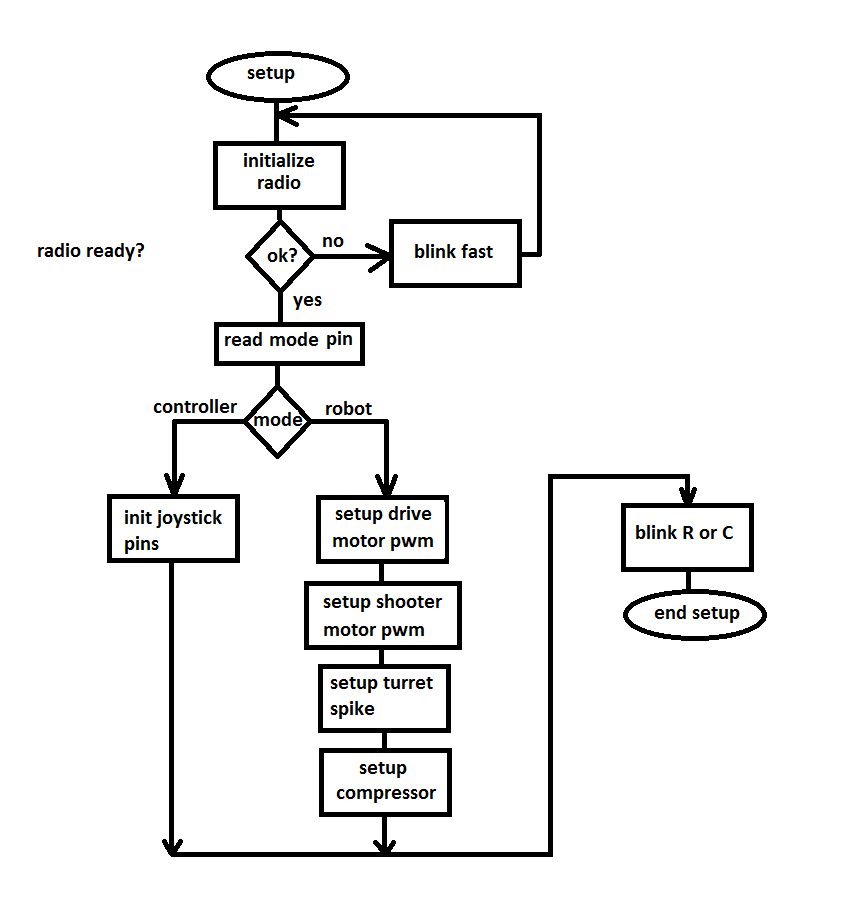 setup
initialize
radio
radio ready?
ok?
no
blink fast
yes
read mode pin
controller
mode
robot
init joystick
pins
setup drive
motor pwm
setup shooter
motor pwm
setup turret
spike
setup
compressor
blink R or C
end setup